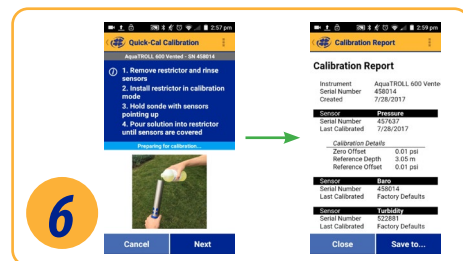 6
2:57 pm
Quick-Cal Calibration
AquaTROLL 600 Vented - SN 458014
1. Remove restrictor and rinse
sensors
2. Install restrictor in calibration
mode
3. Hold sonde with sensors
pointing up
4. Pour solution into restrictor
until sensors are covered
Preparing for calibration...
Cancel Next
2:59 pm
Calibration Report
Calibration Report
Instrument AquaTROLL 600 Vente
Serial Number 458014
Created 7/28/2017
Sensor Pressure
Serial Number 457637
Last Calibrated 7/28/2017
Calibration Details
Zero Offset 0.01 psi
Reference Depth 3.05 m
Reference Offset 0.01 psi
Sensor Baro
Serial Number 458014
Last Calibrated Factory Defaults
Sensor Turbidity
Serial Number 522881
Last Calibrated Factory Defaults
Close Save to...